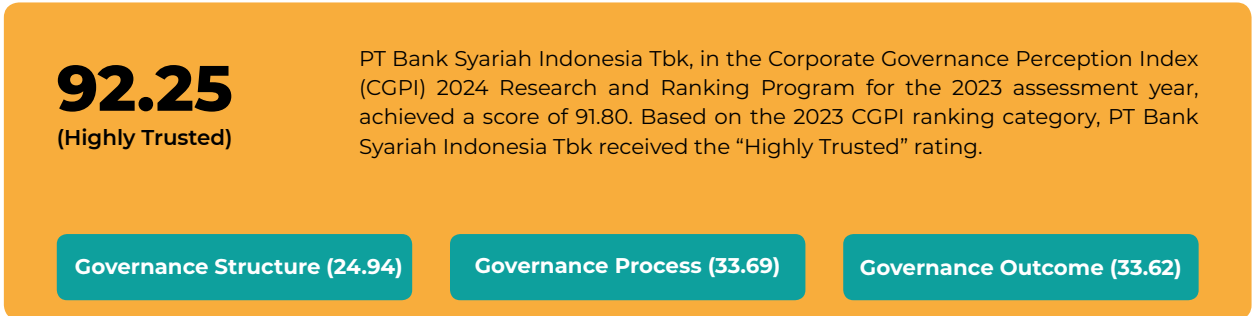 92.25
(Highly Trusted)
PT Bank Syariah Indonesia Tbk, in the Corporate Governance Perception Index
(CGPI) 2024 Research and Ranking Program for the 2023 assessment year,
achieved a score of 91.80. Based on the 2023 CGPI ranking category, PT Bank
Syariah Indonesia Tbk received the “Highly Trusted” rating.
Governance Structure (24.94)
Governance Process (33.69)
Governance Outcome (33.62)